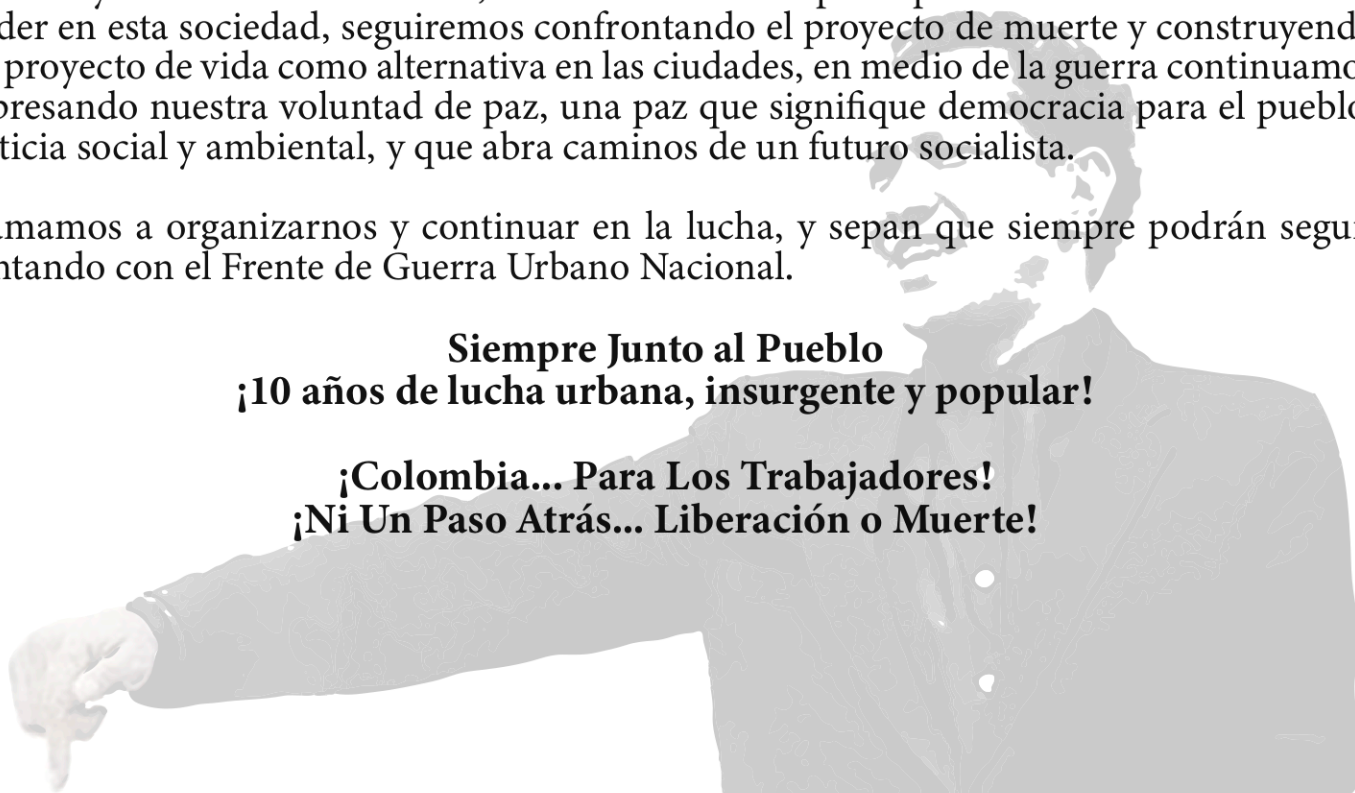 der en esta sociedad, seguiremos confrontando el proyecto de muerte y construyend
proyecto de vida como alternativa en las ciudades, en medio de la guerra continuamo
presando nuestra voluntad de paz, una paz que signifique democracia para el pueblo
ticia social y ambiental, y que abra caminos de un futuro socialista.
amamos a organizarnos y continuar en la lucha, y sepan que siempre podrán segui
ntando con el Frente de Guerra Urbano Nacional.
Siempre Junto al Pueblo
¡10 años de lucha urbana, insurgente y popular!
¡Colombia... Para Los Trabajadores!
¡Ni Un Paso Atrás... Liberación o Muerte!